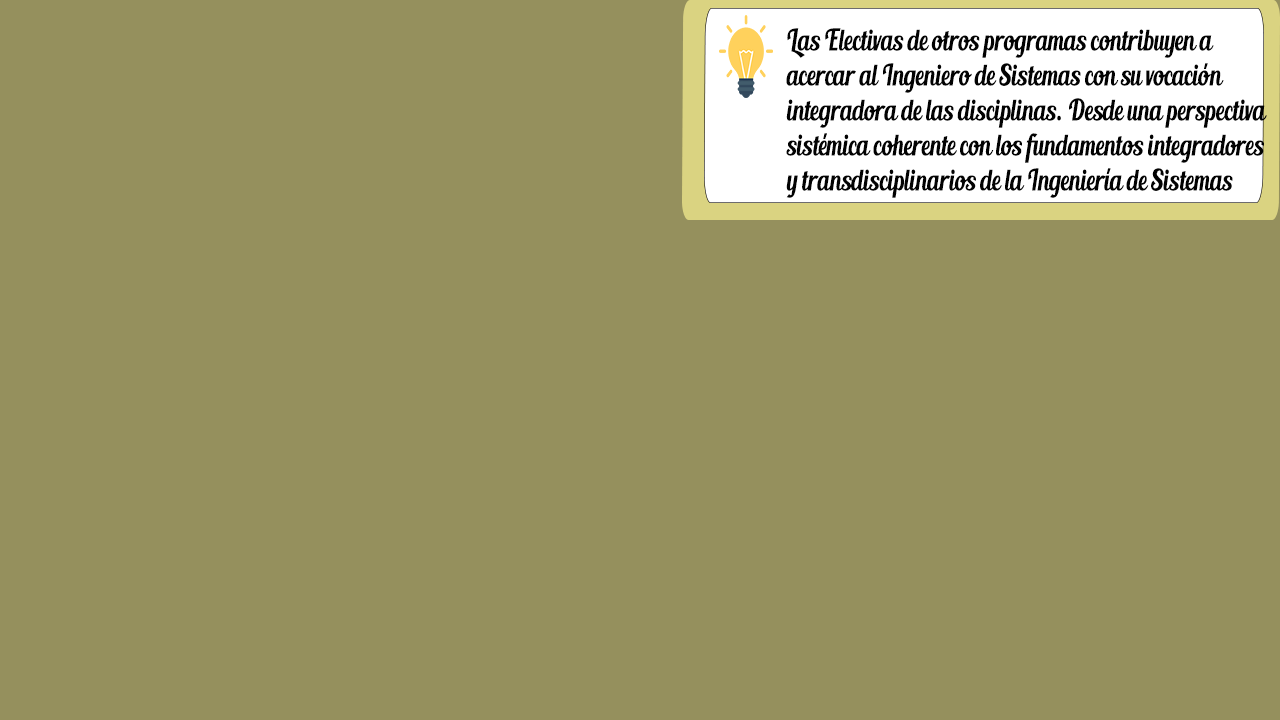 Las Electivas de otros programas contribuyen a
acercar al Ingeniero de Sistemas con su vocación
integradora de las disciplinas. Desde una perspectiva
sistémica coherente con los fundamentos integradores
y transdisciplinarios de la Ingeniería de Sistemas